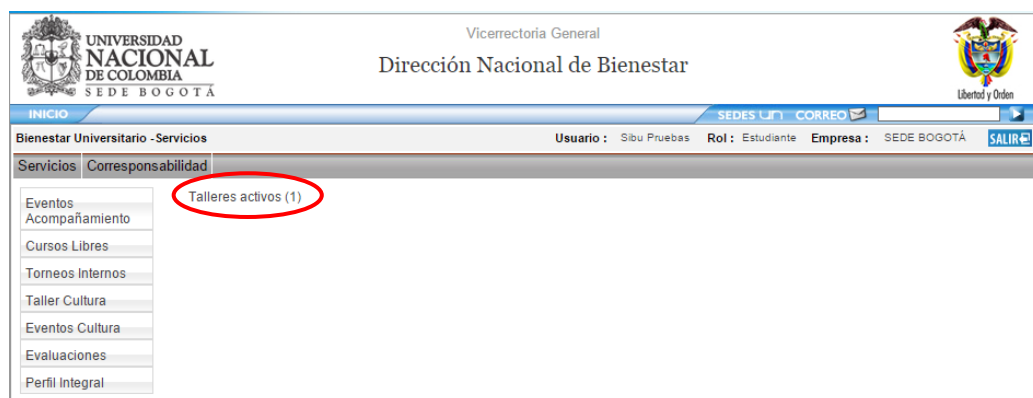 UNIVERSIDAD
NACIONAL
DE COLOMBIA
SEDE BOGOTÁ
Vicerrectoria General
Dirección Nacional de Bienestar
Libertad y Orden
INICIO
SEDES UN CORREO
Bienestar Universitario -Servicios
Usuario : Sibu Pruebas Rol : Estudiante Empresa : SEDE BOGOTÁ SALIR
Servicios Corresponsabilidad
Talleres activos (1)
Eventos
Acompañamiento
Cursos Libres
Torneos Internos
Taller Cultura
Eventos Cultura
Evaluaciones
Perfil Integral